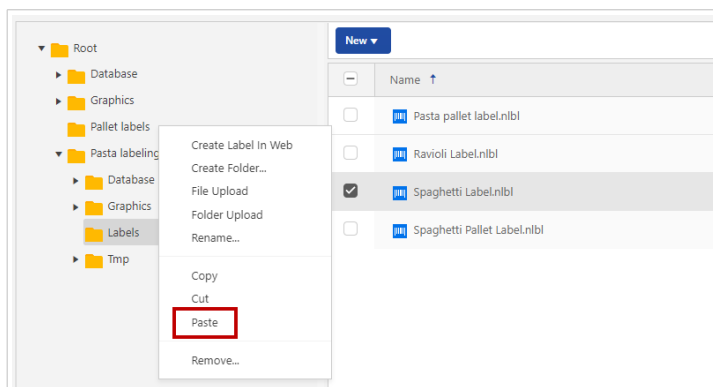 Root
Database
Graphics
Pallet labels
Pasta labeling
Database
Graphics
Labels
Tmp
Create Label In Web
Create Folder...
File Upload
Folder Upload
Rename...
Copy
Cut
Paste
Remove...
New
Name
Pasta pallet label.nlbl
Ravioli Label.nlbl
Spaghetti Label.nlbl
Spaghetti Pallet Label.nlbl